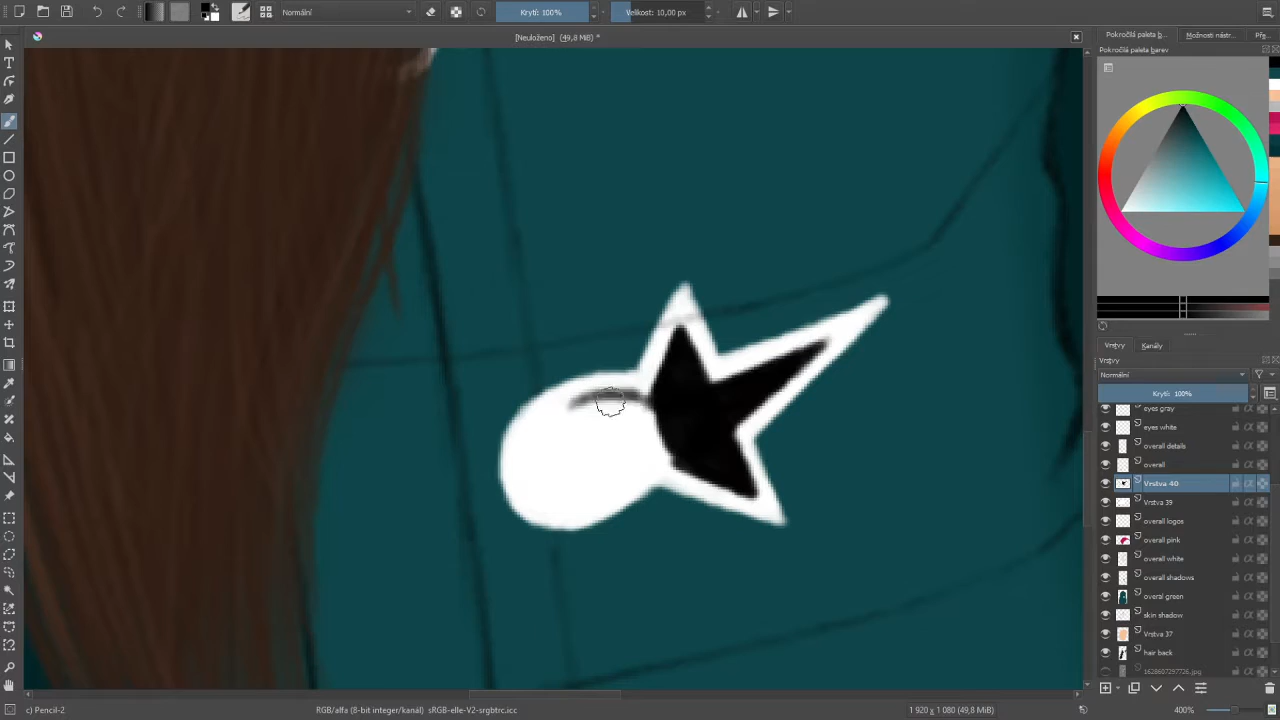 Normální
Krytí: 100%
Velikost: 10,00 px
[Neuloženo] (49,8 MiB) *
Pokročilá paleta b...
Možnosti nástr...
Př...
Pokročilá paleta barev
Vrstvy
Kanály
Vrstvy
Normální
Krytí: 100%
eyes gray
eyes white
overall details
overall
Vrstva 40
Vrstva 39
overall logos
overall pink
overall white
overall shadows
overal green
skin shadow
Vrstva 37
hair back
1628607297726.jpg
c) Pencil-2
RGB/alfa (8-bit integer/kanál) sRGB-elle-V2-srgbtrc.icc
1 920 x 1 080 (49,8 MiB)
400%